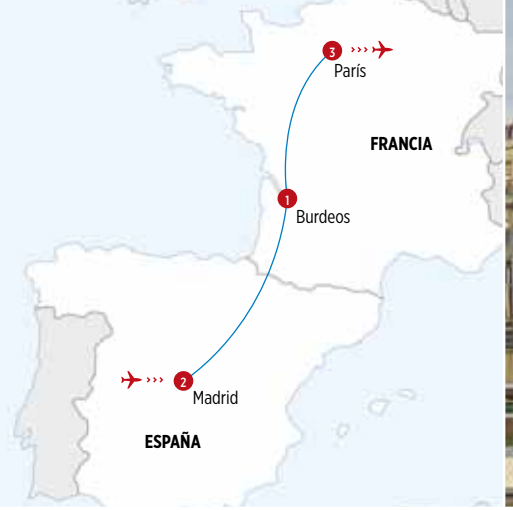 3
París
FRANCIA
1
Burdeos
2
Madrid
ESPAÑA